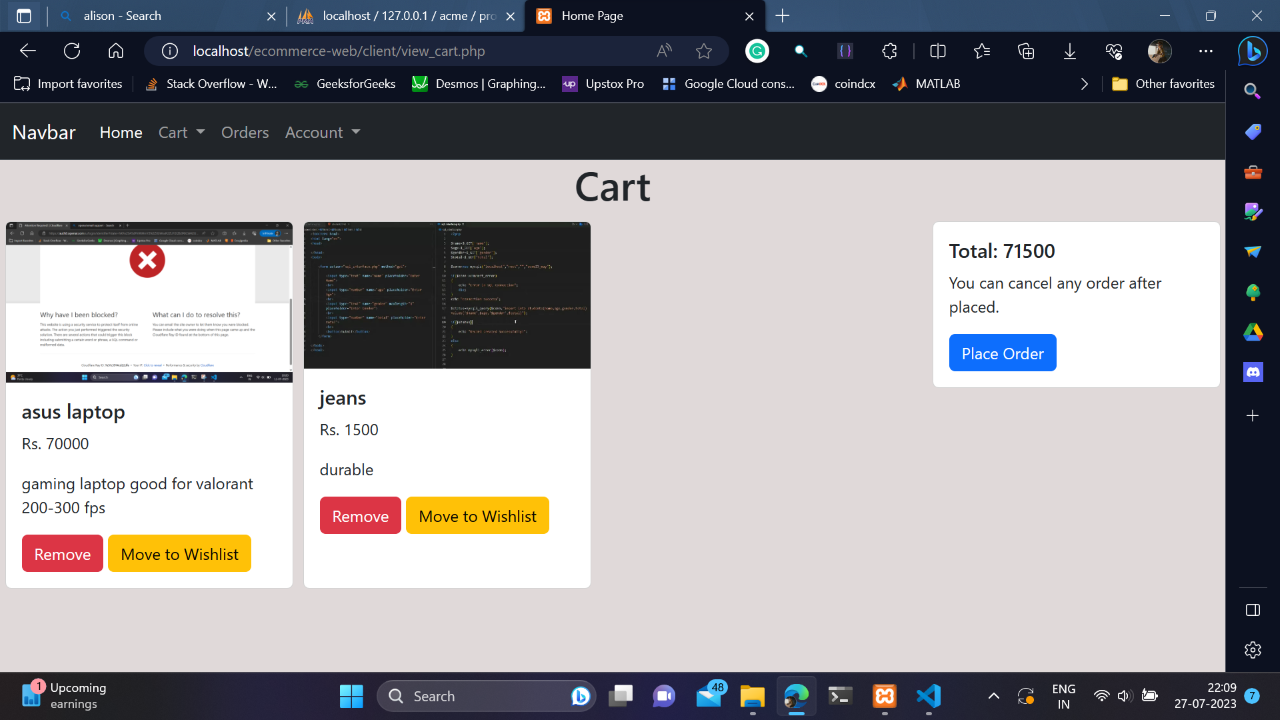 alison - Search
localhost / 127.0.0.1 / acme / pro
Home Page
localhost/ecommerce-web/client/view_cart.php
Import favorites
Stack Overflow - W...
GeeksforGeeks
Desmos | Graphing...
Upstox Pro
Google Cloud cons...
coindcx
MATLAB
Other favorites
Navbar
Home
Cart
Orders
Account
Cart
Why have I been blocked?
What can I do to resolve this?
asus laptop
Rs. 70000
gaming laptop good for valorant
200-300 fps
Remove
Move to Wishlist
jeans
Rs. 1500
durable
Remove
Move to Wishlist
Total: 71500
You can cancel any order after
placed.
Place Order
1
Upcoming
earnings
Search
48
ENG
IN
22:09
27-07-2023
7